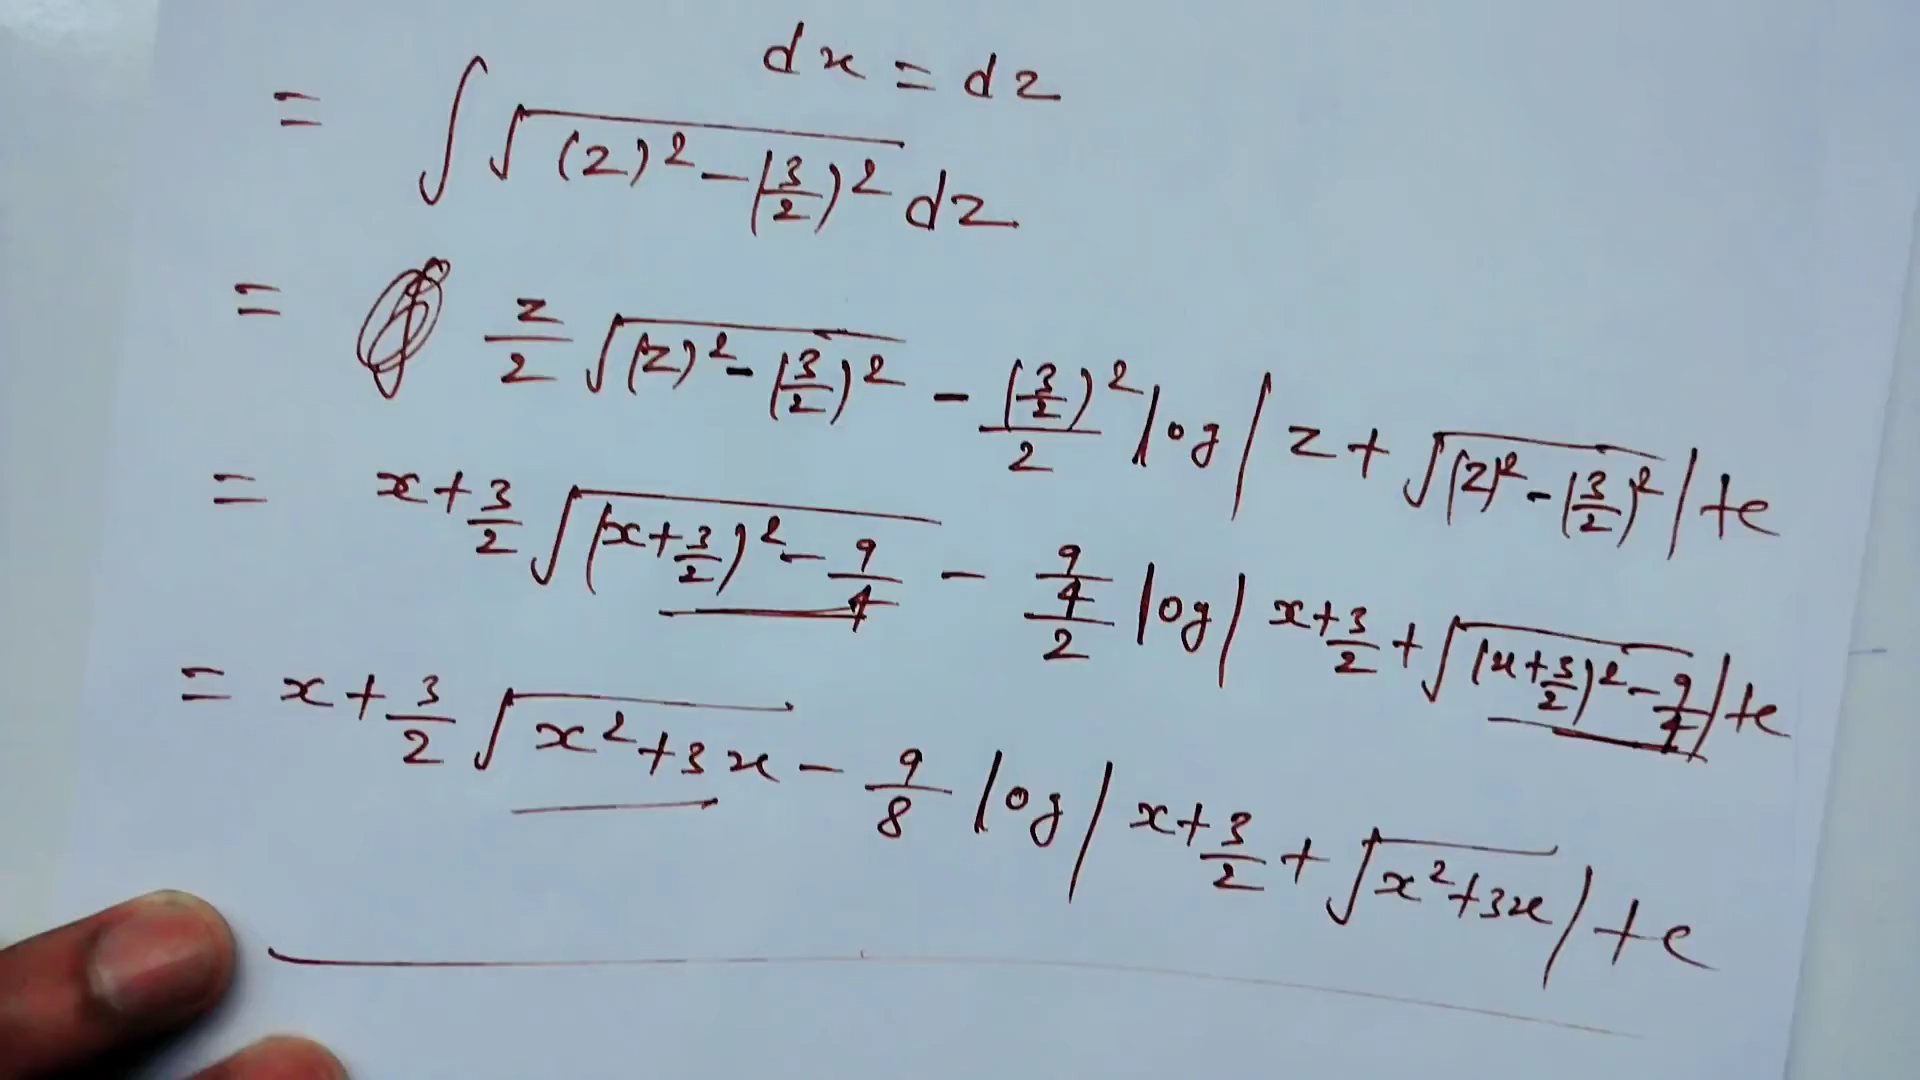 dx = dz
= ∫ √((z)² - (3/2)²) dz
= z/2 √((z)² - (3/2)²) - (3/2)²/2 log | z + √((z)² - (3/2)²) | + c
= x + 3/2 √((x + 3/2)² - 9/4) - 9/4/2 log | x + 3/2 + √((x + 3/2)² - 9/4) | + c
= x + 3/2 √(x² + 3x) - 9/8 log | x + 3/2 + √(x² + 3x) | + c